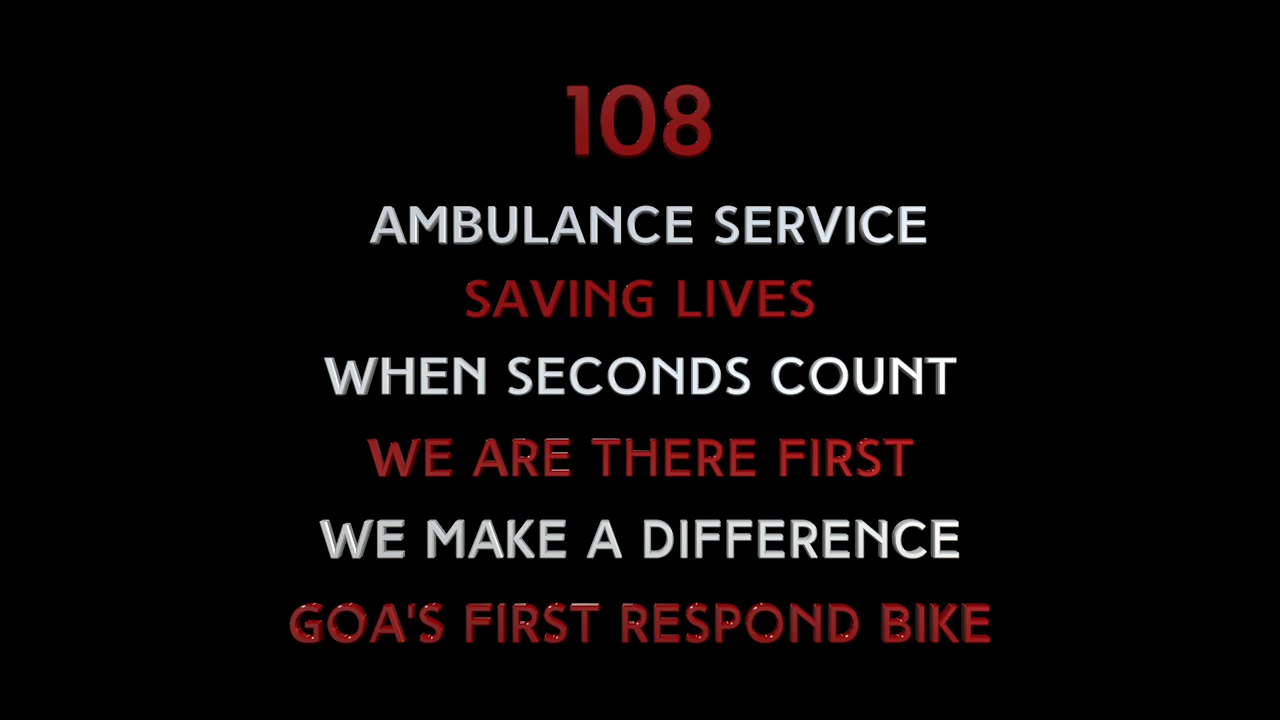 108
AMBULANCE SERVICE
SAVING LIVES
WHEN SECONDS COUNT
WE ARE THERE FIRST
WE MAKE A DIFFERENCE
GOA'S FIRST RESPOND BIKE